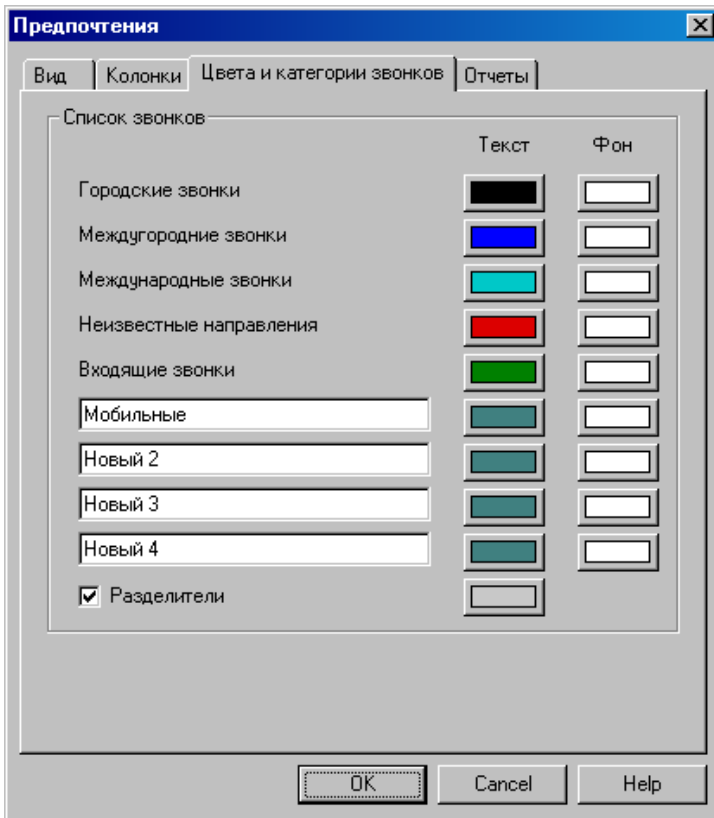 Предпочтения
Вид Колонки Цвета и категории звонков Отчеты
Список звонков
Текст Фон
Городские звонки
Междугородние звонки
Международные звонки
Неизвестные направления
Входящие звонки
Мобильные
Новый 2
Новый 3
Новый 4
Разделители
OK Cancel Help